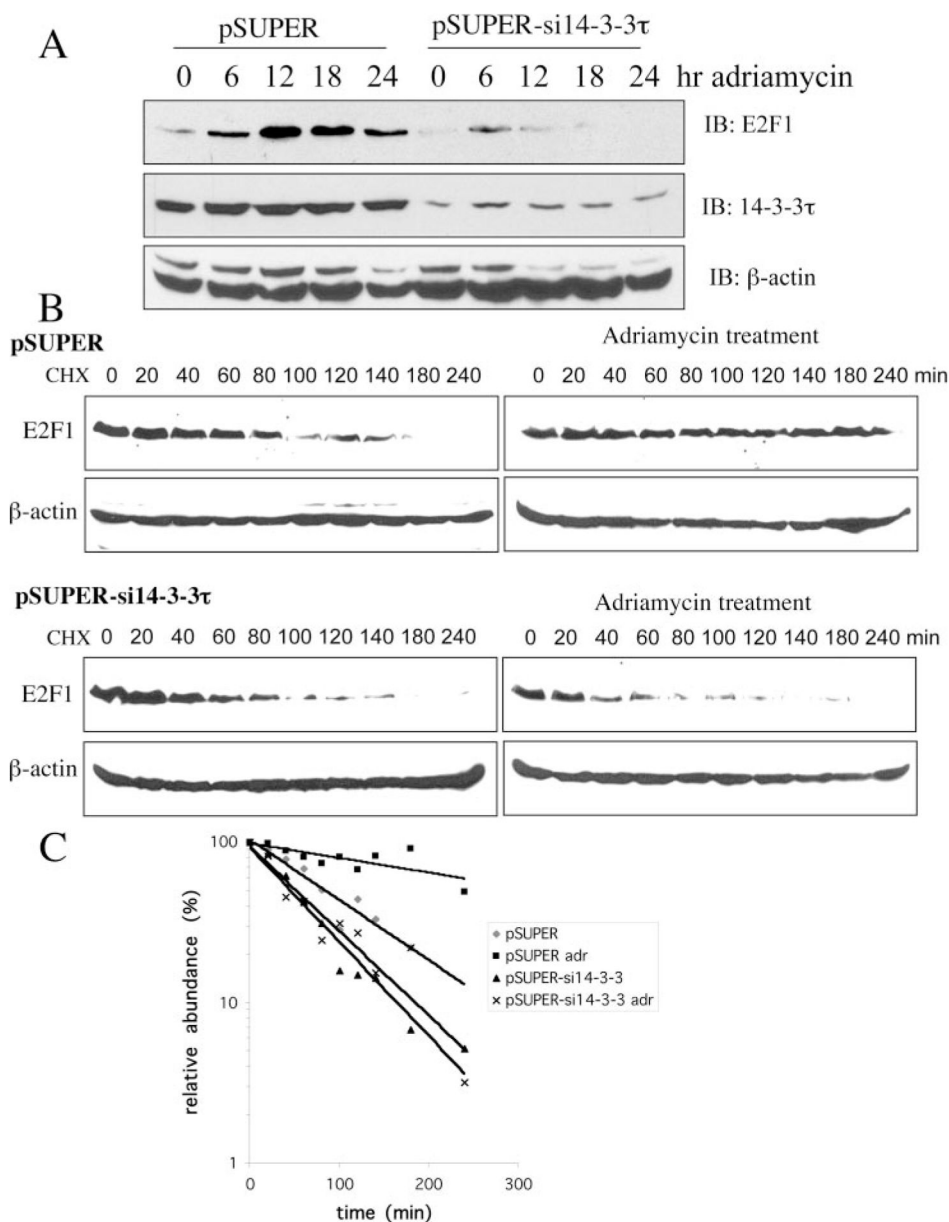 A
pSUPER pSUPER-si14-3-3τ
0 6 12 18 24 0 6 12 18 24 hr adriamycin
IB: E2F1
IB: 14-3-3τ
IB: β-actin
B
pSUPER
Adriamycin treatment
CHX 0 20 40 60 80 100 120 140 180 240 0 20 40 60 80 100 120 140 180 240 min
E2F1
β-actin
pSUPER-si14-3-3τ
Adriamycin treatment
CHX 0 20 40 60 80 100 120 140 180 240 0 20 40 60 80 100 120 140 180 240 min
E2F1
β-actin
C
100
10
1
relative abundance (%)
0 100 200 300
time (min)
pSUPER
pSUPER adr
pSUPER-si14-3-3
pSUPER-si14-3-3 adr